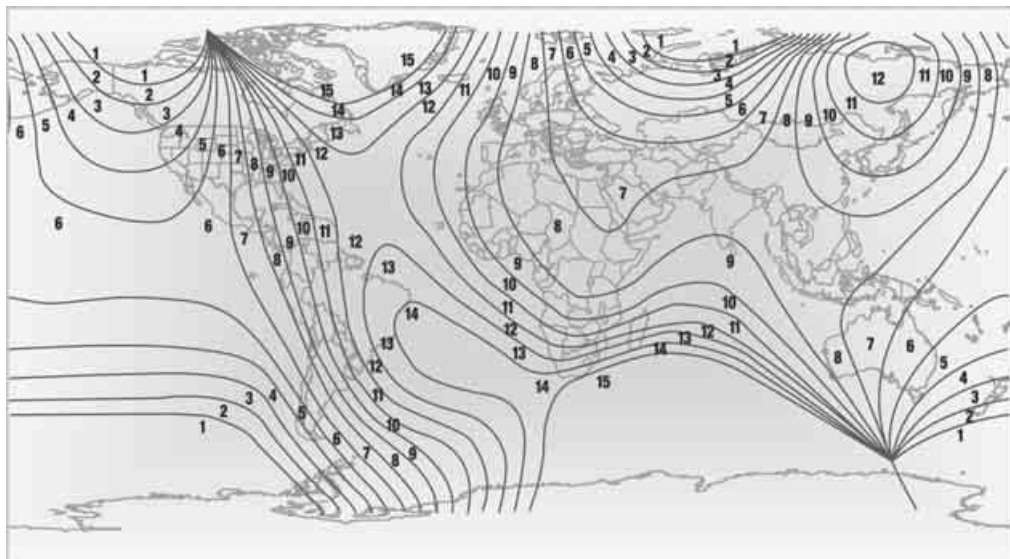 1 15 7 6 5 4 3 2 1 1
8 2
2 1 10 9 3 12 11 10 9 8
2 15 14 13 11 4
3 14 12 5 11
4 3 6 10
6 5 4 13 7 8 9
5 6 7 8 9 10 11 12
7
6 6 7 8 9 10 11 12 8
13 9 9
14 10 10
11 12 13 12 11
13 13 14 7 6
12 14 15 8 5 4
1 2 3 4 5 11 3
6 7 8 9 10 2 1